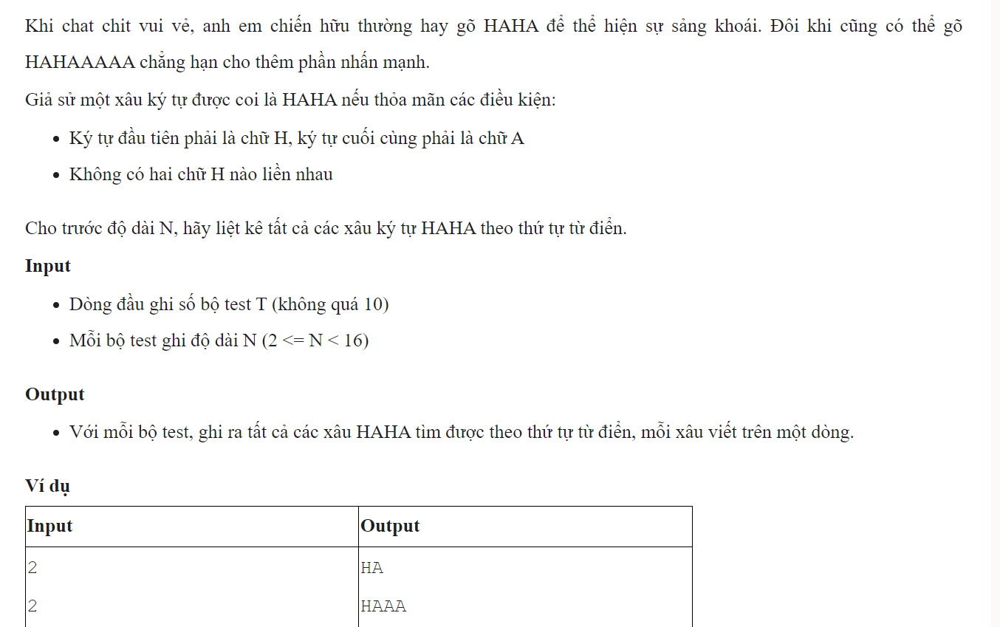 Khi chat chit vui vẻ, anh em chiến hữu thường hay gõ HAHA để thể hiện sự sảng khoái. Đôi khi cũng có thể gõ
HAHAAAAA chẳng hạn cho thêm phần nhấn mạnh.
Giả sử một xâu ký tự được coi là HAHA nếu thỏa mãn các điều kiện:
• Ký tự đầu tiên phải là chữ H, ký tự cuối cùng phải là chữ A
• Không có hai chữ H nào liền nhau
Cho trước độ dài N, hãy liệt kê tất cả các xâu ký tự HAHA theo thứ tự từ điển.
Input
• Dòng đầu ghi số bộ test T (không quá 10)
• Mỗi bộ test ghi độ dài N (2 <= N < 16)
Output
• Với mỗi bộ test, ghi ra tất cả các xâu HAHA tìm được theo thứ tự từ điển, mỗi xâu viết trên một dòng.
Ví dụ
Input Output
2 HA
2 HAAA